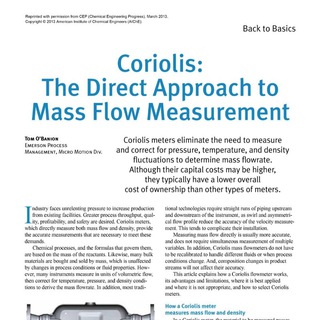 Reprinted with permission from CEP (Chemical Engineering Progress), March 2013.
Copyright © 2013 American Institute of Chemical Engineers (AIChE).
Back to Basics
Coriolis:
The Direct Approach to
Mass Flow Measurement
Tom O'Banion
Emerson Process
Management, Micro Motion Div.
Coriolis meters eliminate the need to measure
and correct for pressure, temperature, and density
fluctuations to determine mass flowrate.
Although their capital costs may be higher,
they typically have a lower overall
cost of ownership than other types of meters.
Industry faces unrelenting pressure to increase production
from existing facilities. Greater process throughput, qual-
ity, profitability, and safety are desired. Coriolis meters,
which directly measure both mass flow and density, provide
the accurate measurements that are necessary to meet these
demands.
Chemical processes, and the formulas that govern them,
are based on the mass of the reactants. Likewise, many bulk
materials are bought and sold by mass, which is unaffected
by changes in process conditions or fluid properties. How-
ever, many instruments measure in units of volumetric flow,
then correct for temperature, pressure, and density condi-
tions to derive the mass flowrate. In addition, most tradi-
tional technologies require straight runs of piping upstream
and downstream of the instrument, as swirl and asymmetri-
cal flow profile reduce the accuracy of the velocity measure-
ment. This tends to complicate their installation.
Measuring mass flow directly is usually more accurate,
and does not require simultaneous measurement of multiple
variables. In addition, Coriolis mass flowmeters do not have
to be recalibrated to handle different fluids or when process
conditions change. And, composition changes in product
streams will not affect their accuracy.
This article explains how a Coriolis flowmeter works,
its advantages and limitations, where it is best applied
and where it is not appropriate, and how to select Coriolis
meters.
How a Coriolis meter
measures mass flow and density